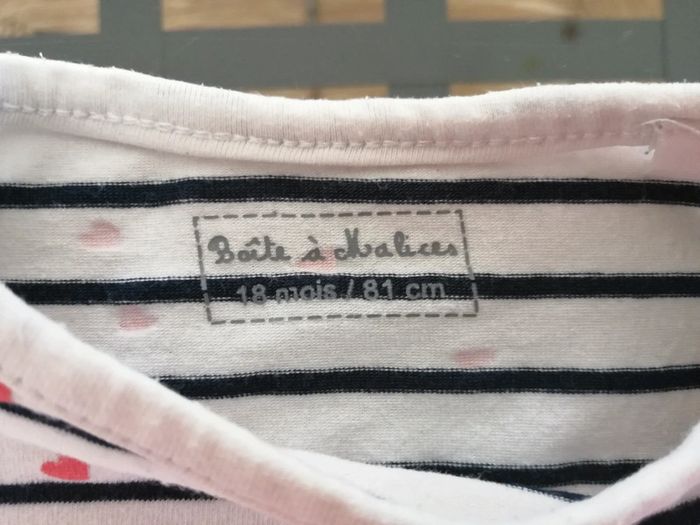 Boîte à Malices
18 mois / 81 cm